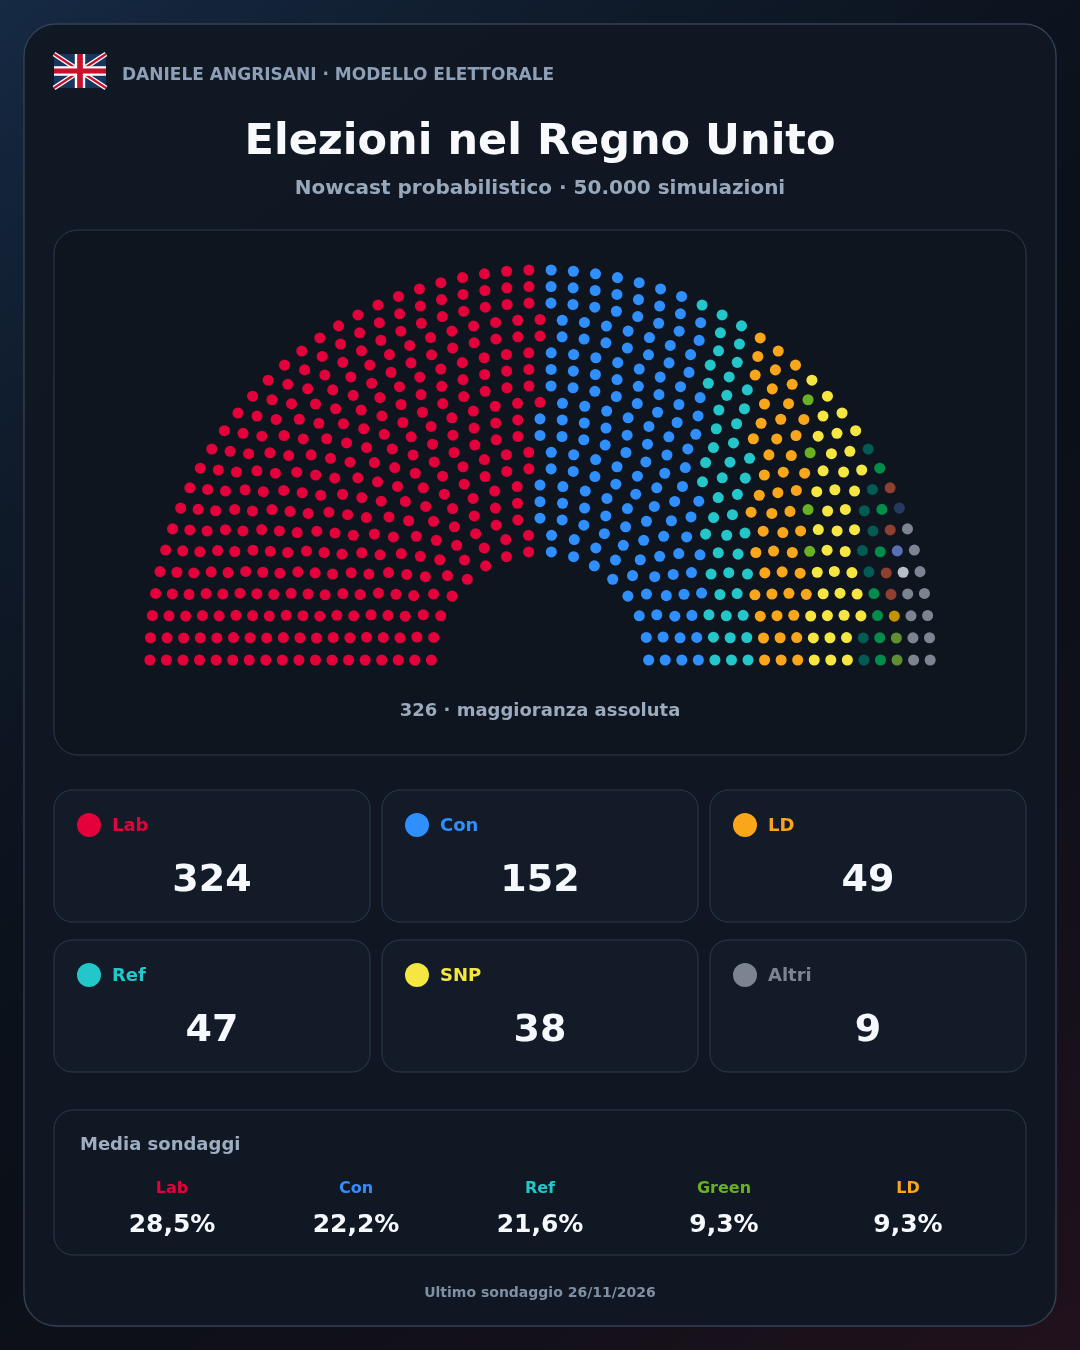 DANIELE ANGRISANI · MODELLO ELETTORALE
Elezioni nel Regno Unito
Nowcast probabilistico · 50.000 simulazioni
326 · maggioranza assoluta
Lab
324
Con
152
LD
49
Ref
47
SNP
38
Altri
9
Media sondaggi
Lab Con Ref Green LD
28,5% 22,2% 21,6% 9,3% 9,3%
Ultimo sondaggio 26/11/2026